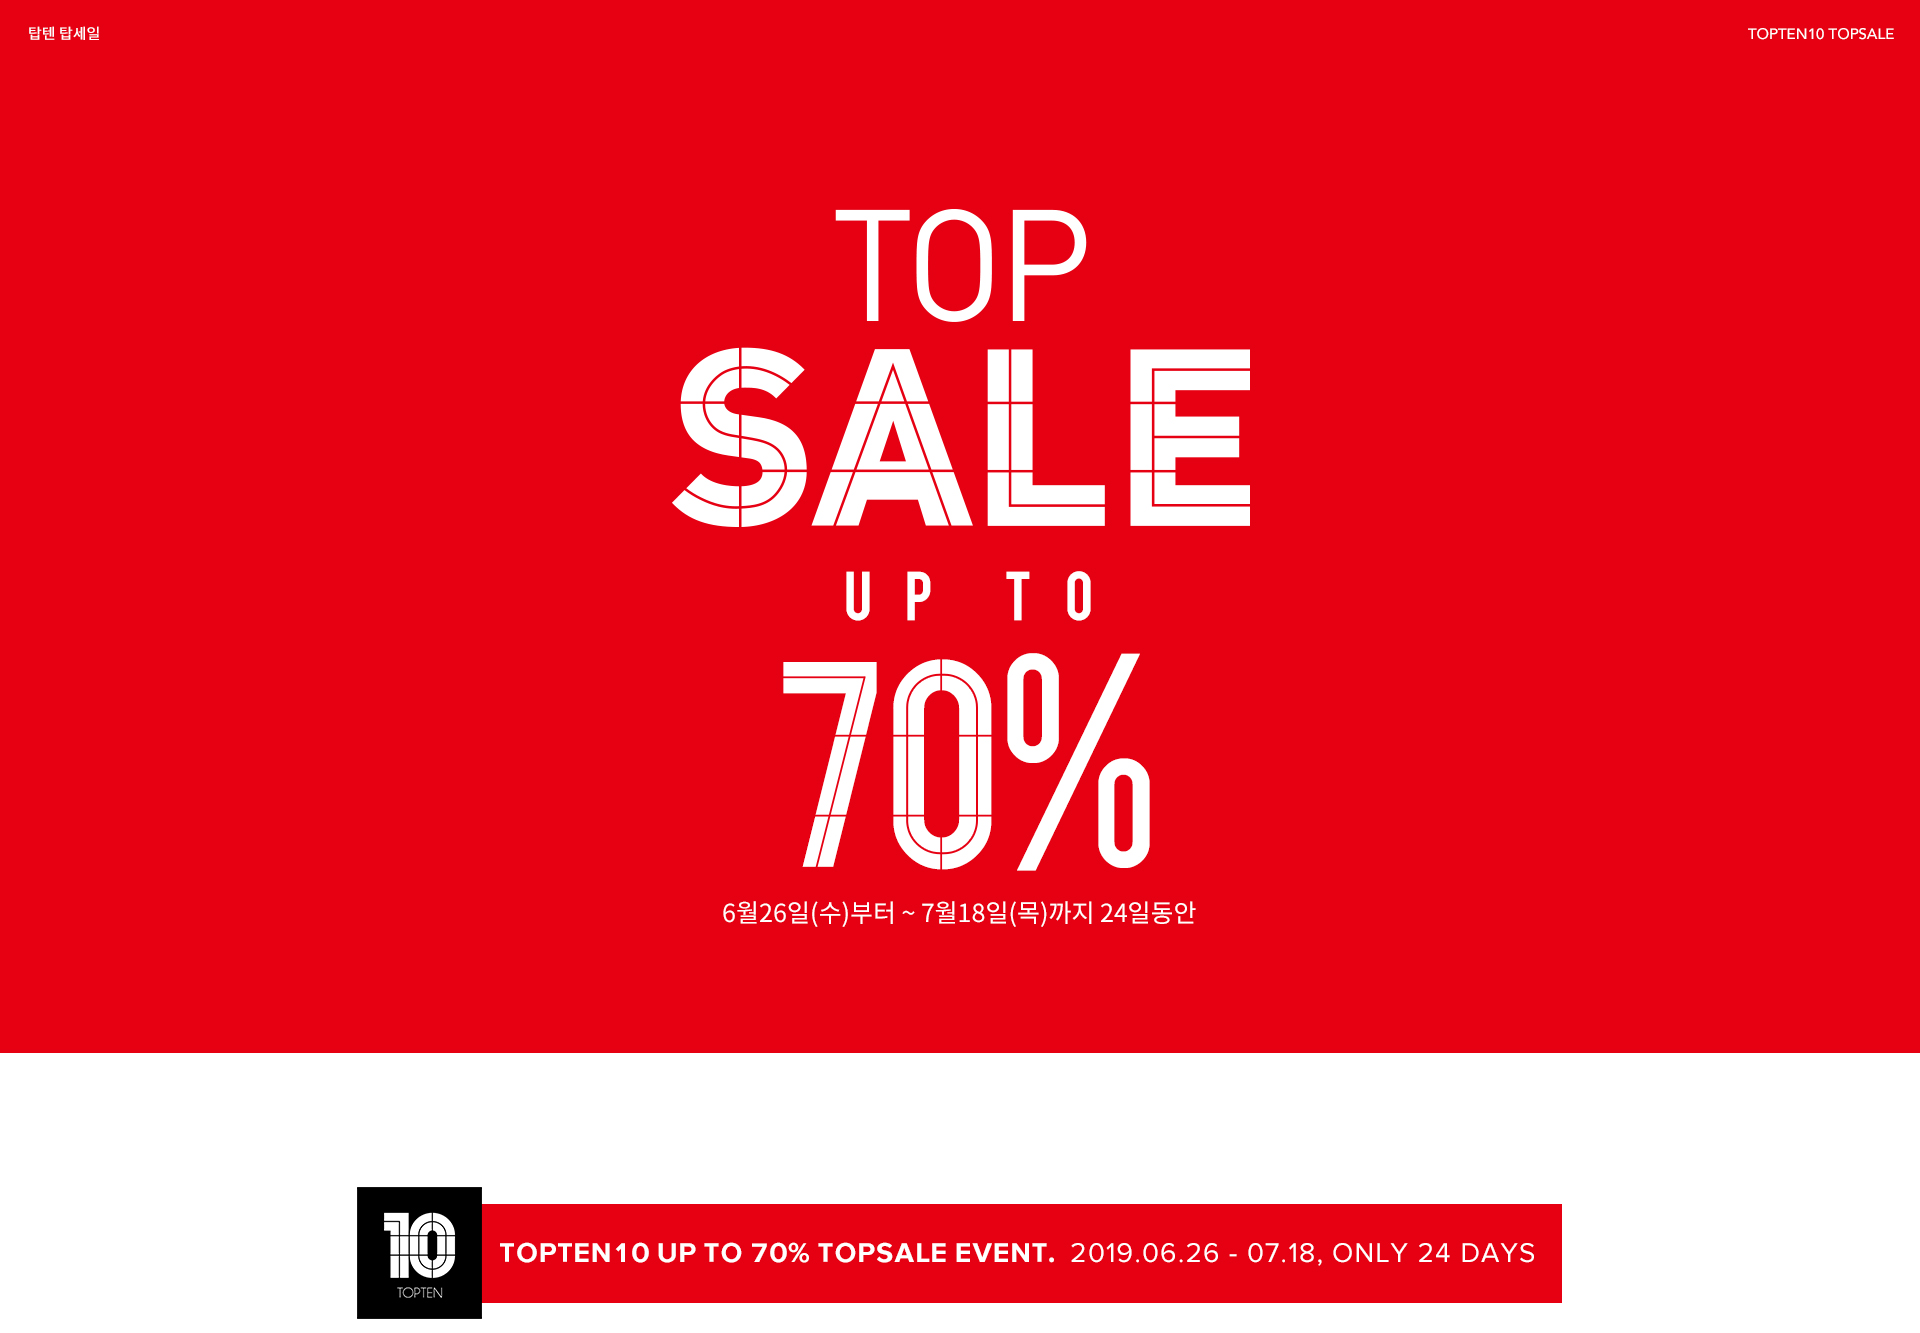 탑텐 탑세일
TOPTEN10 TOPSALE
TOP
SALE
UP TO
70%
6월26일(수)부터 ~ 7월18일(목)까지 24일동안
10
TOPTEN
TOPTEN10 UP TO 70% TOPSALE EVENT. 2019.06.26 - 07.18, ONLY 24 DAYS